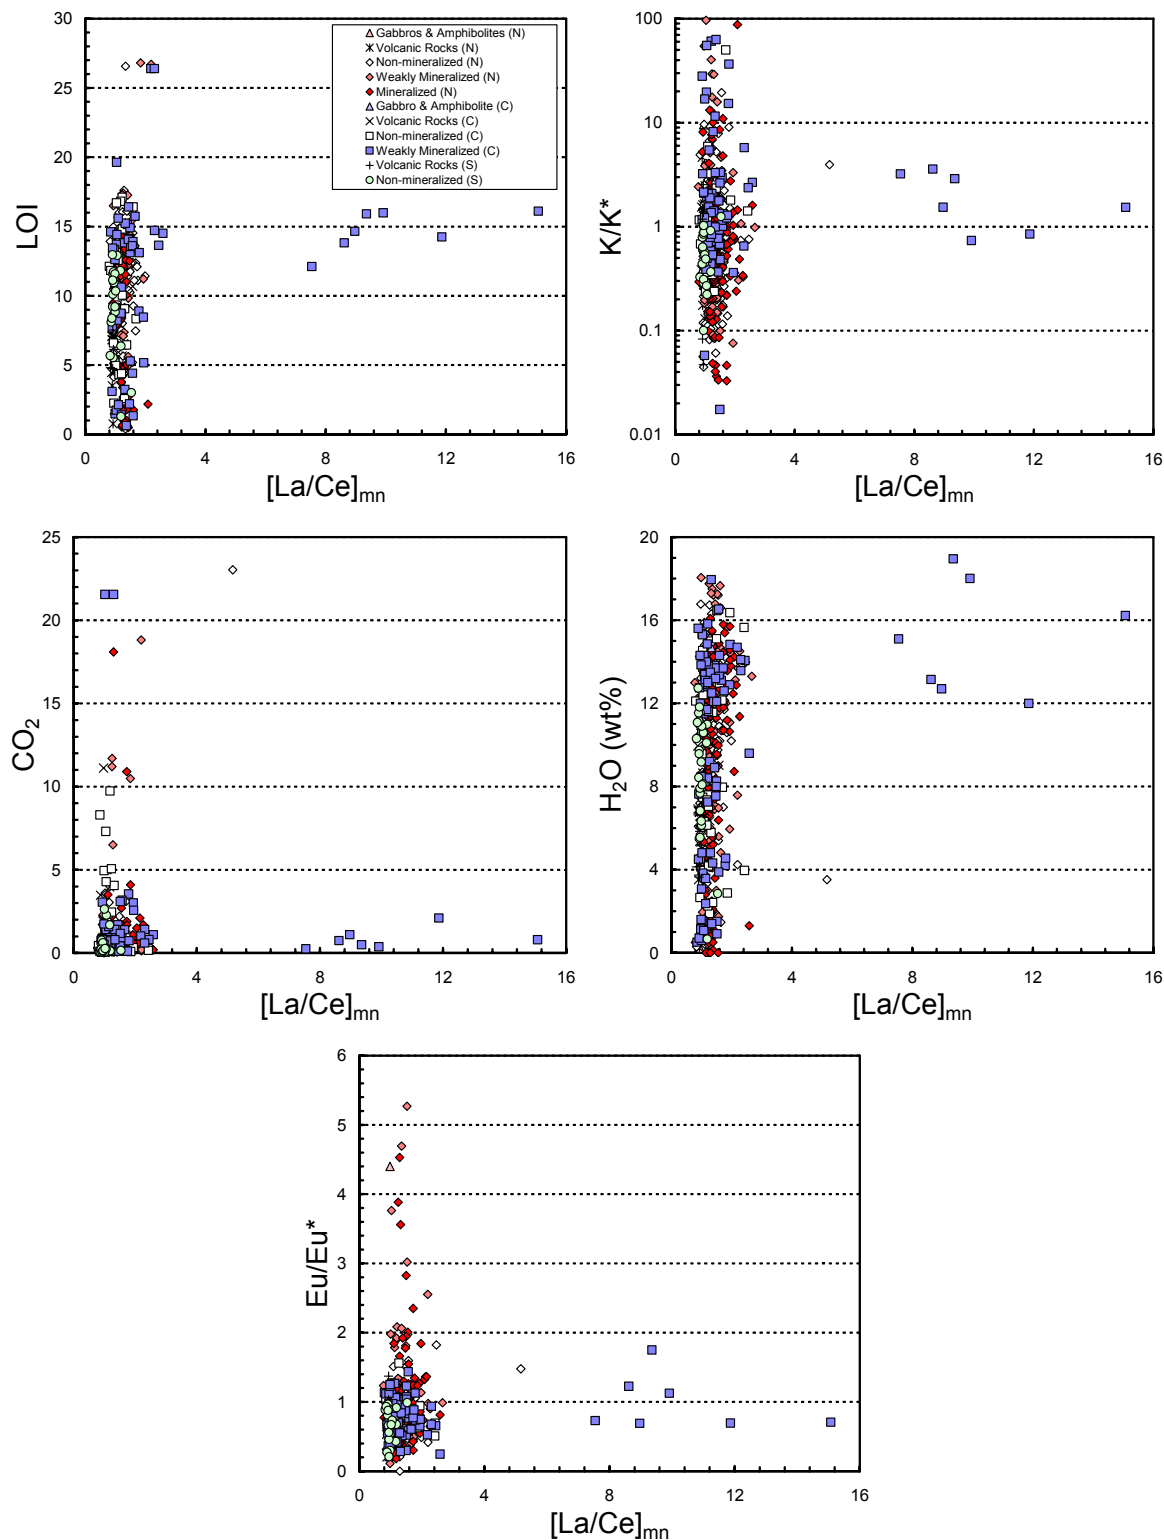 30
25
20
15
10
5
0
LOI
0 4 8 12 16
[La/Ce]mn
Gabbros & Amphibolites (N)
Volcanic Rocks (N)
Non-mineralized (N)
Weakly Mineralized (N)
Mineralized (N)
Gabbro & Amphibolite (C)
Volcanic Rocks (C)
Non-mineralized (C)
Weakly Mineralized (C)
Volcanic Rocks (S)
Non-mineralized (S)
100
10
1
0.1
0.01
K/K*
0 4 8 12 16
[La/Ce]mn
25
20
15
10
5
0
CO2
0 4 8 12 16
[La/Ce]mn
20
16
12
8
4
0
H2O (wt%)
0 4 8 12 16
[La/Ce]mn
6
5
4
3
2
1
0
Eu/Eu*
0 4 8 12 16
[La/Ce]mn